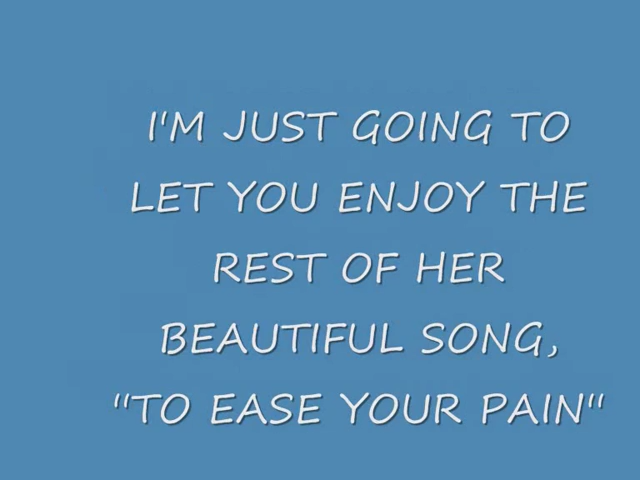 I'M JUST GOING TO
LET YOU ENJOY THE
REST OF HER
BEAUTIFUL SONG,
"TO EASE YOUR PAIN"